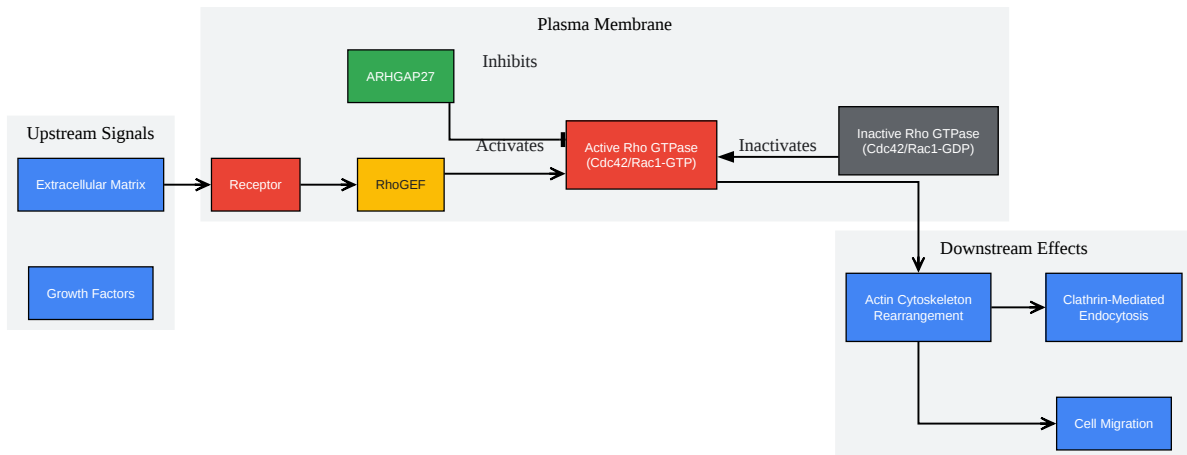 Plasma Membrane
ARHGAP27
Inhibits
Upstream Signals
Extracellular Matrix
Growth Factors
Receptor
RhoGEF
Activates
Active Rho GTPase
(Cdc42/Rac1-GTP)
Inactivates
Inactive Rho GTPase
(Cdc42/Rac1-GDP)
Downstream Effects
Actin Cytoskeleton
Rearrangement
Clathrin-Mediated
Endocytosis
Cell Migration